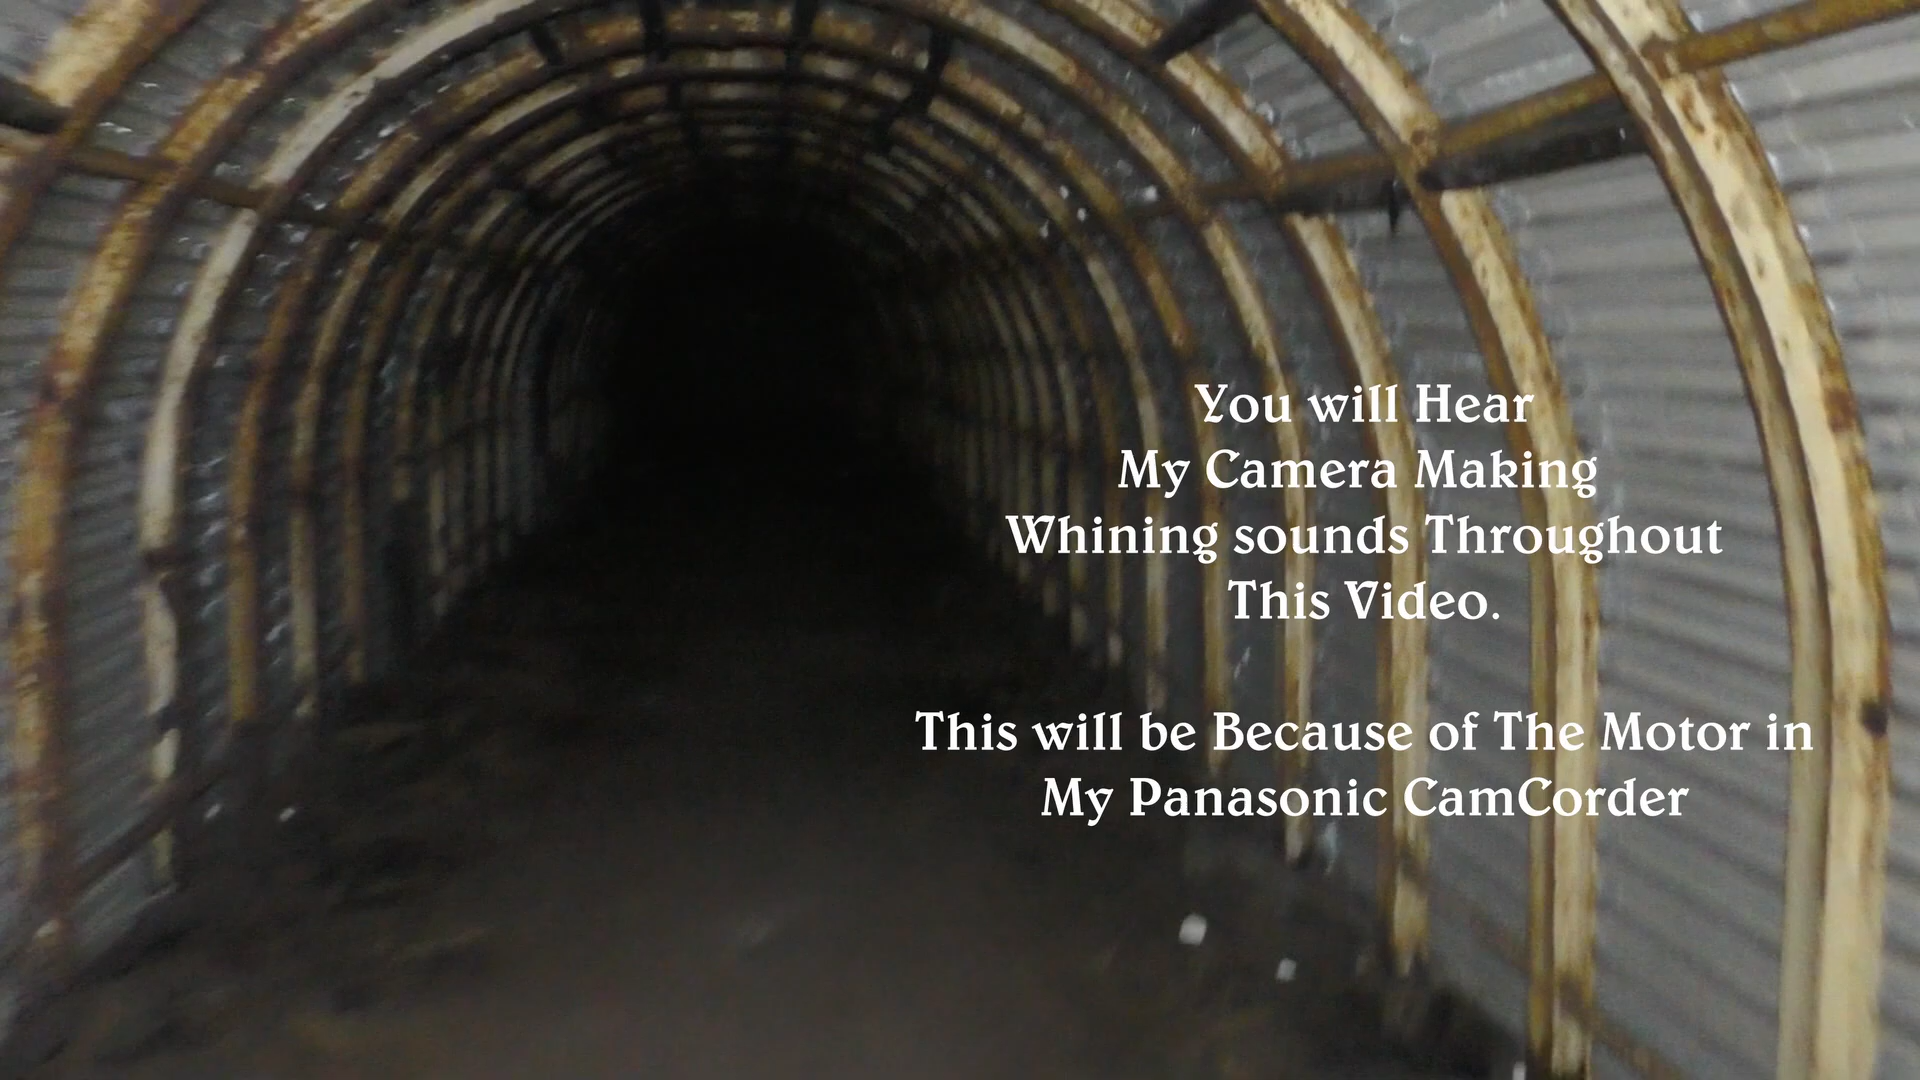 You will Hear
My Camera Making
Whining sounds Throughout
This Video.
This will be Because of The Motor in
My Panasonic CamCorder